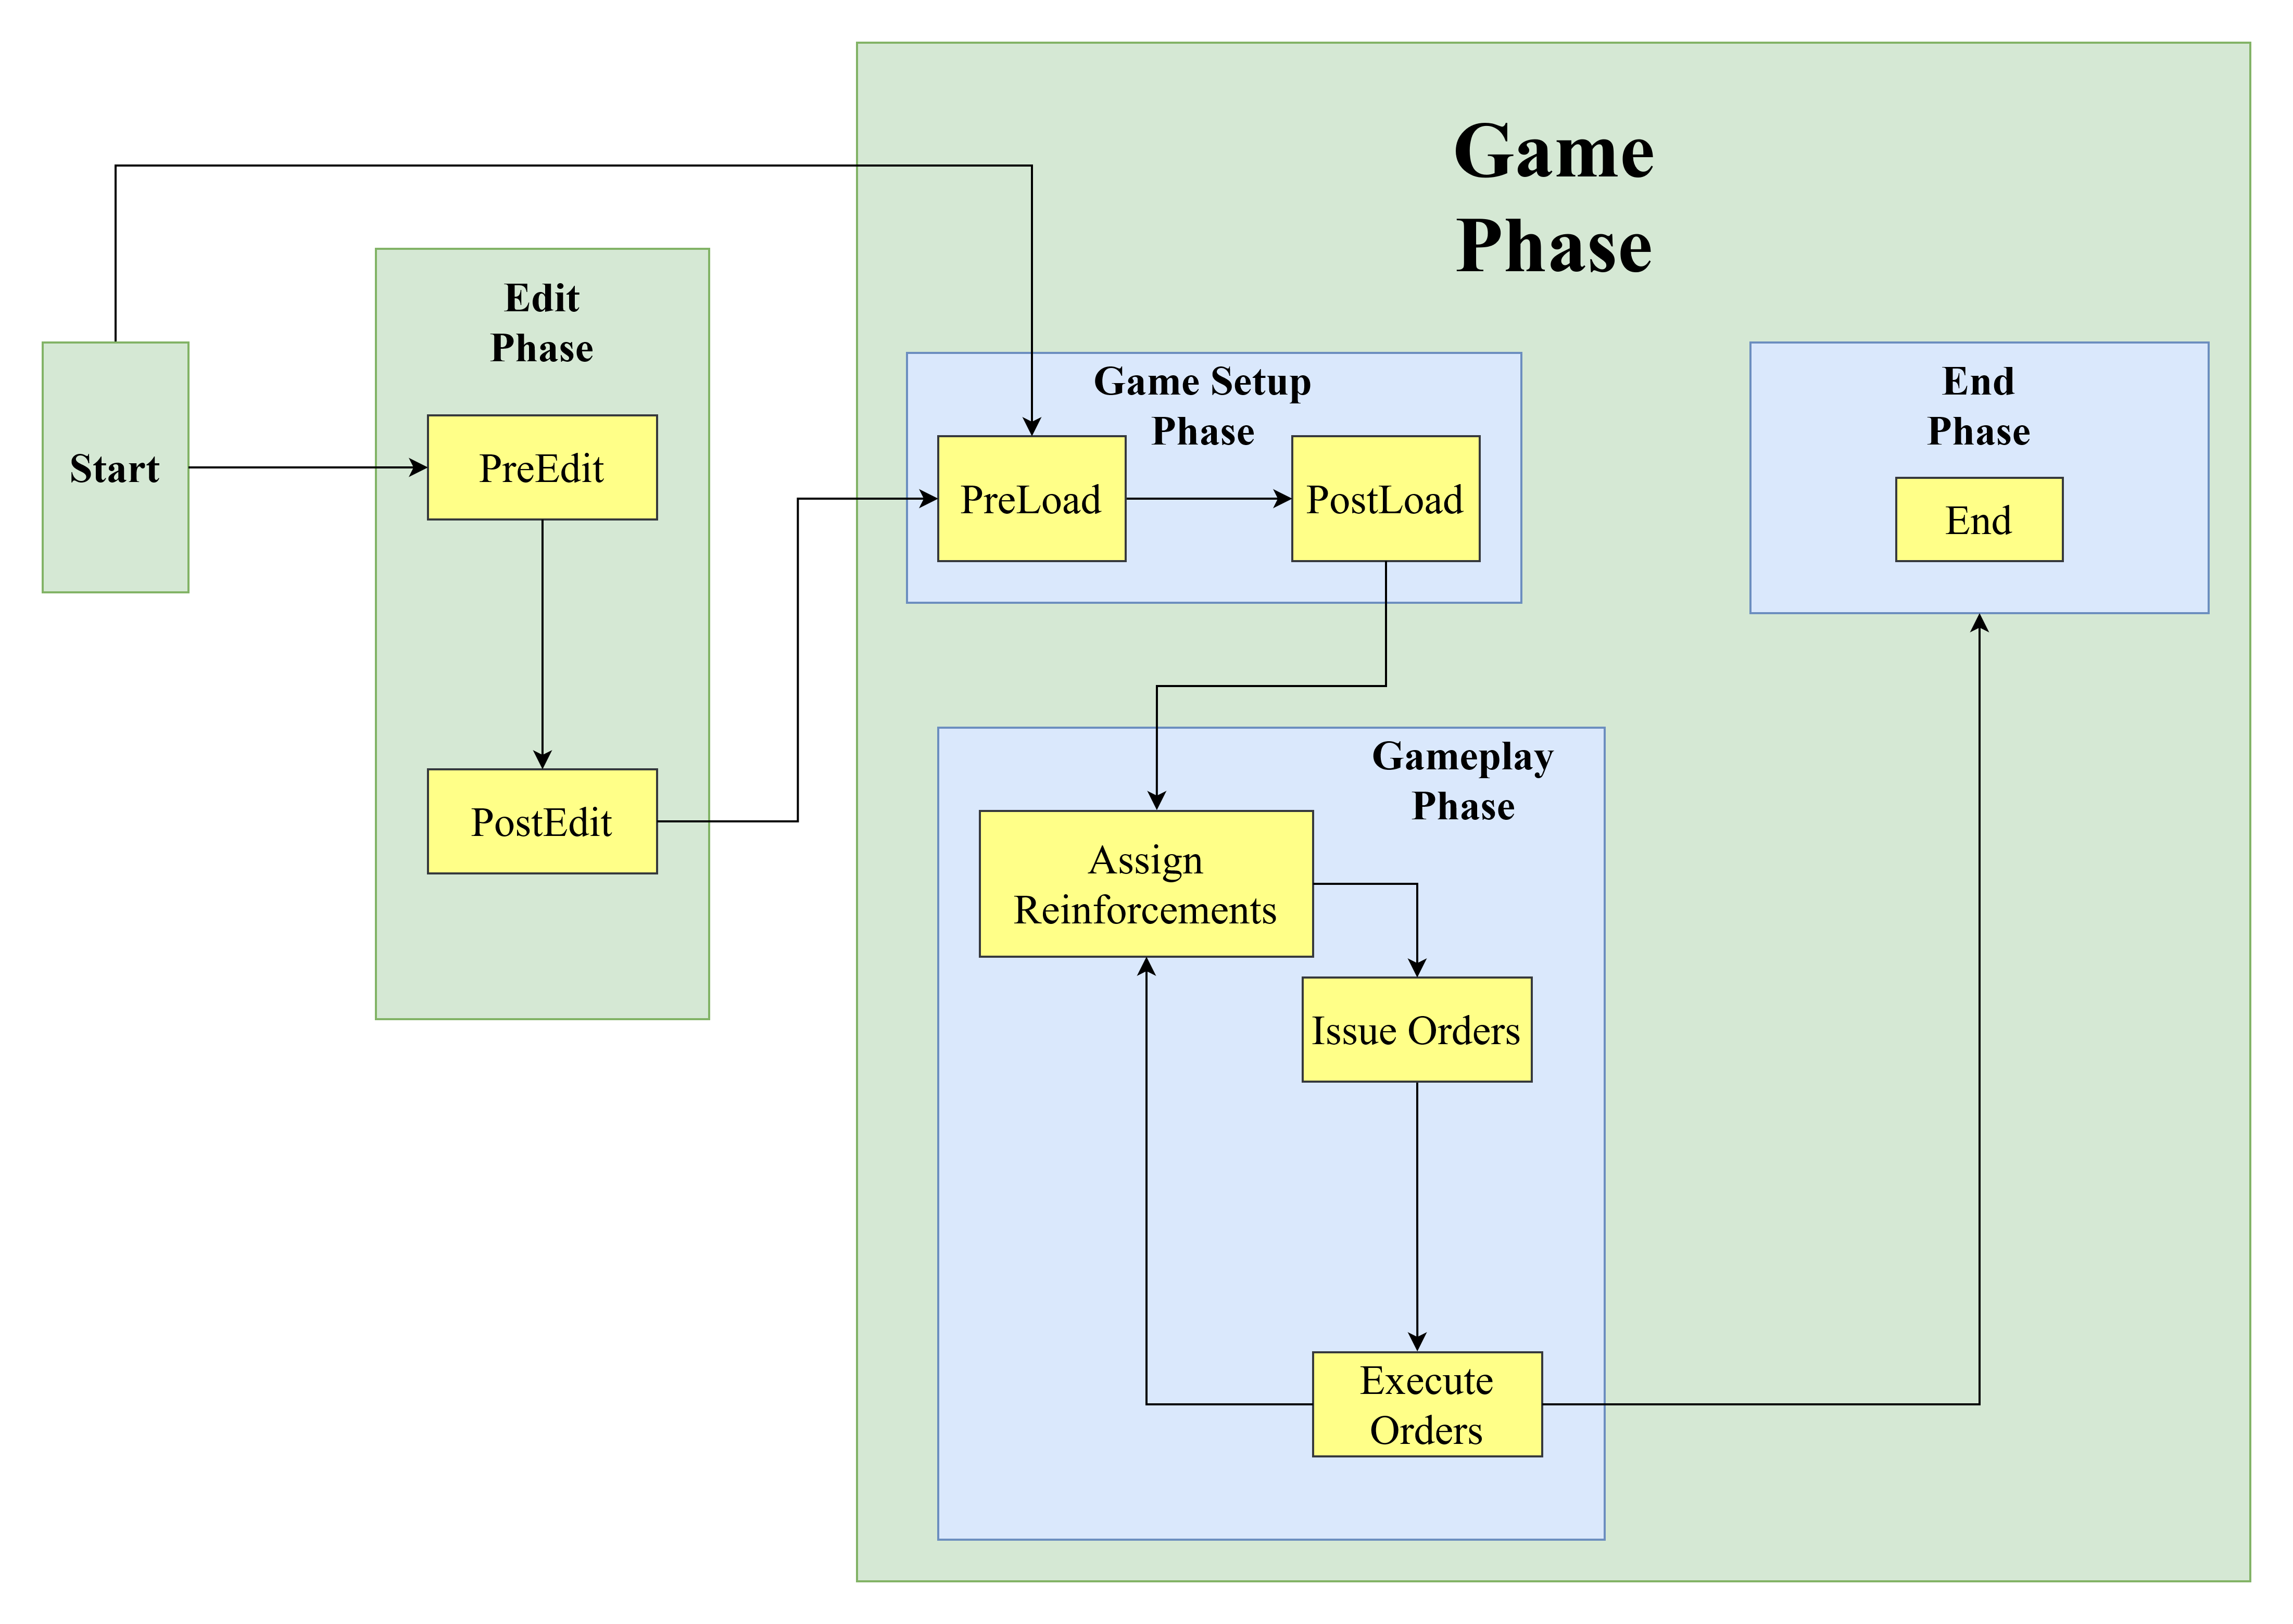 Game
Phase
Edit
Phase
Start
PreEdit
PostEdit
Game Setup
Phase
PreLoad
PostLoad
End
Phase
End
Gameplay
Phase
Assign
Reinforcements
Issue Orders
Execute
Orders